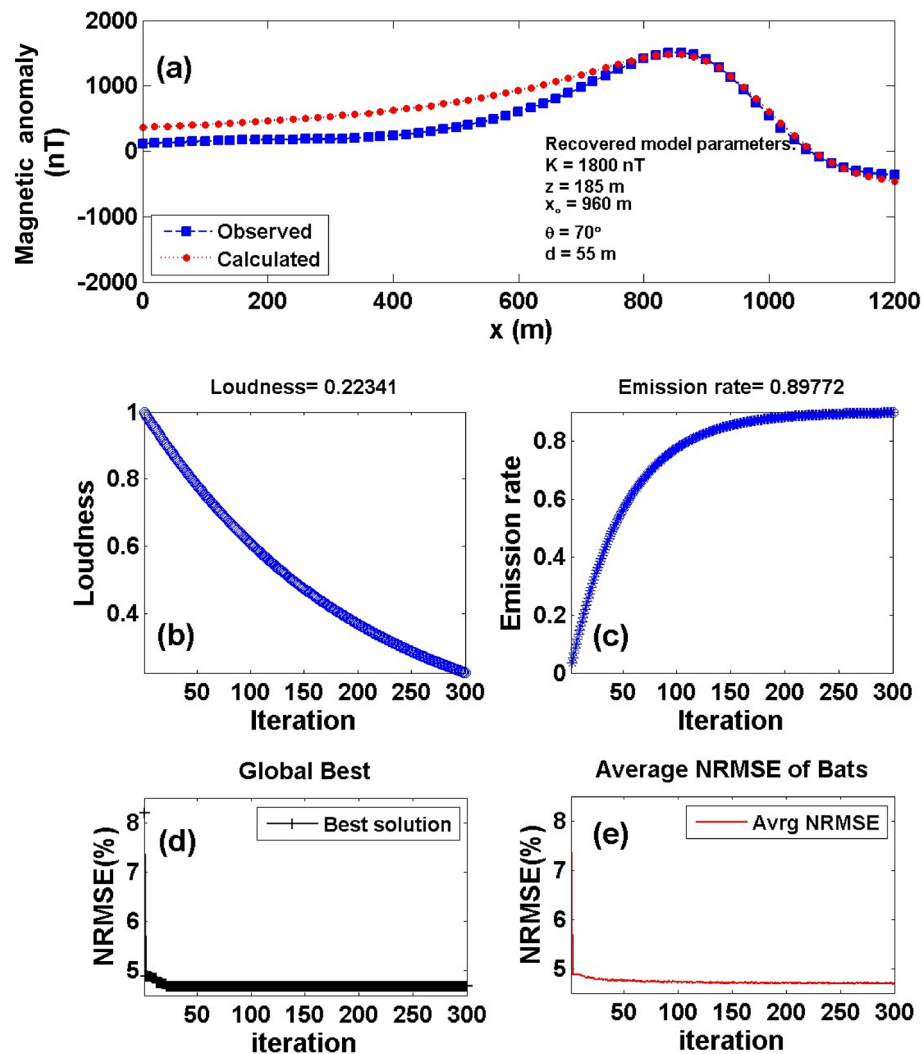 2000
1000
0
-1000
-2000
Magnetic anomaly
(nT)
(a)
Recovered model parameters:
K = 1800 nT
z = 185 m
xₒ = 960 m
θ = 70º
d = 55 m
Observed
Calculated
0 200 400 600 800 1000 1200
x (m)
Loudness= 0.22341
1
0.8
0.6
0.4
Loudness
(b)
50 100 150 200 250 300
Iteration
Emission rate= 0.89772
0.8
0.6
0.4
0.2
0
Emission rate
(c)
50 100 150 200 250 300
Iteration
Global Best
8
7
6
5
NRMSE(%)
(d)
Best solution
50 100 150 200 250 300
iteration
Average NRMSE of Bats
8
7
6
5
NRMSE(%)
(e)
Avrg NRMSE
50 100 150 200 250 300
iteration